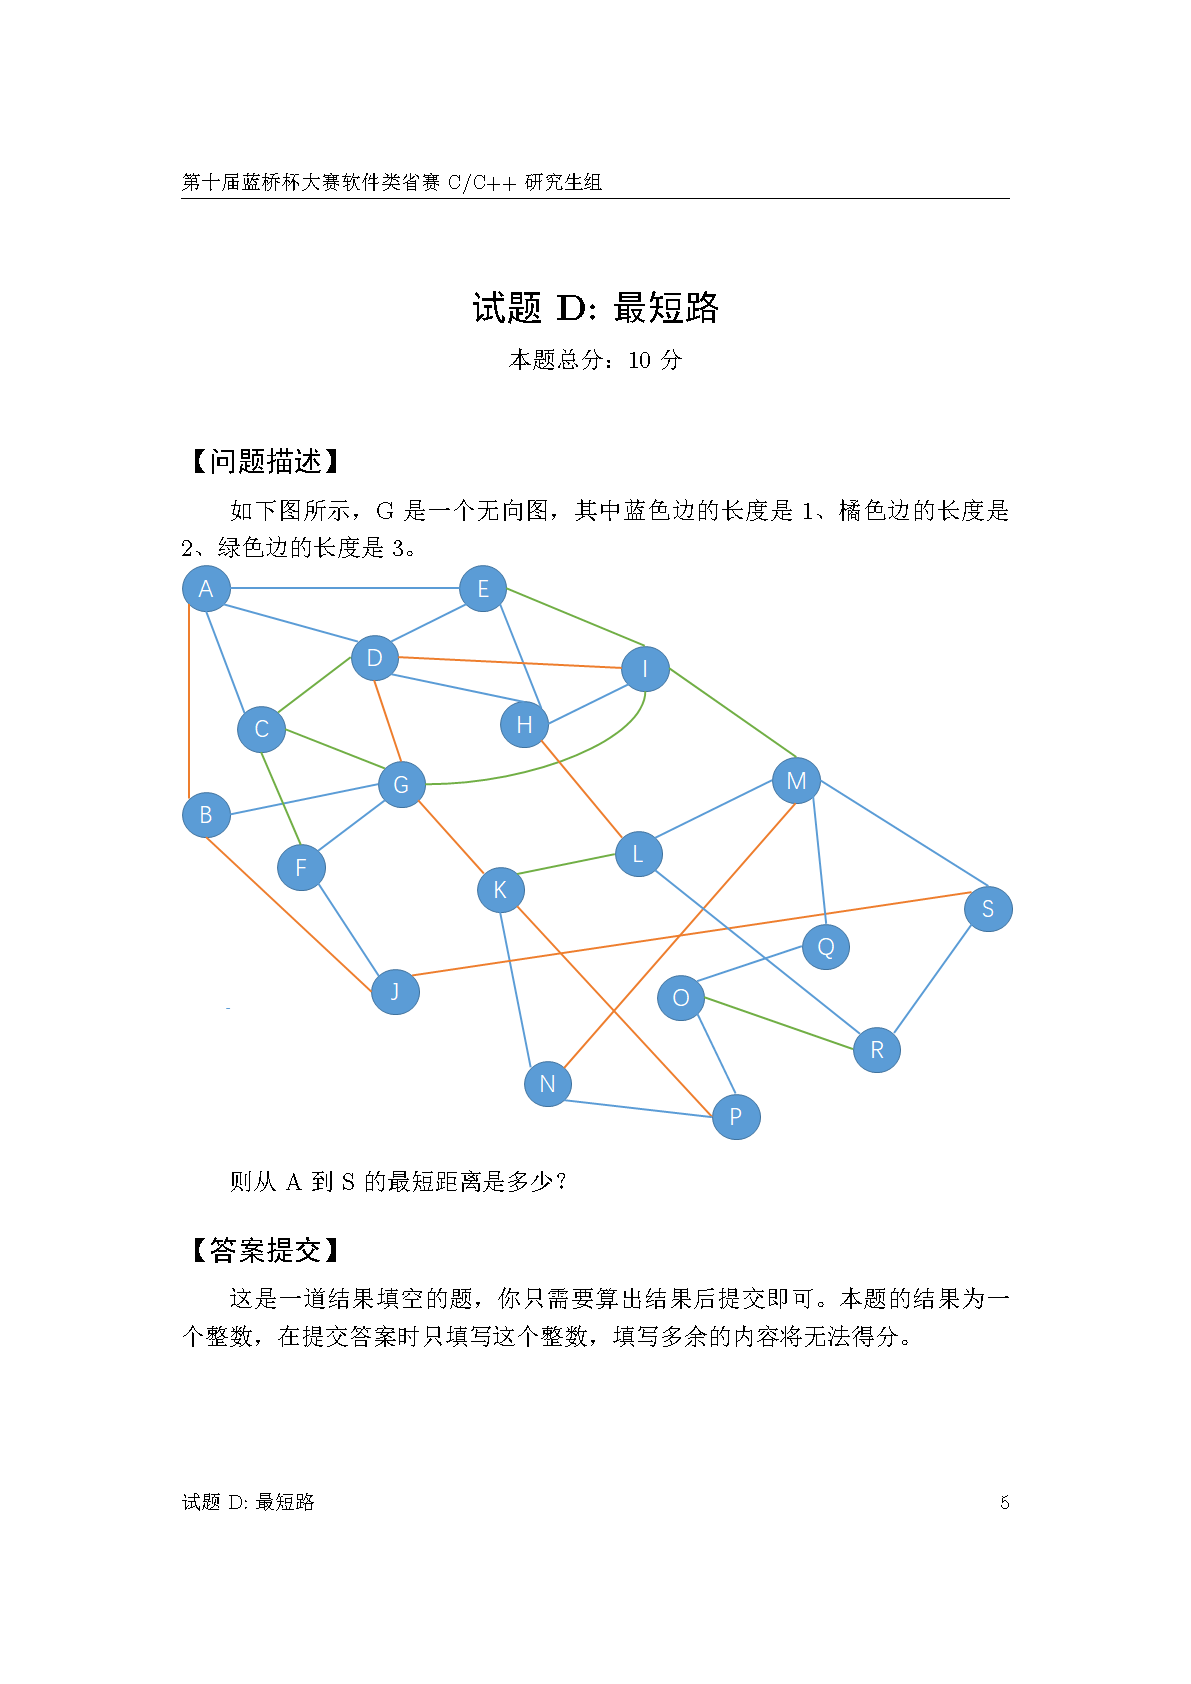 第十届蓝桥杯大赛软件类省赛 C/C++ 研究生组
试题 D: 最短路
本题总分：10 分
【问题描述】
如下图所示，G 是一个无向图，其中蓝色边的长度是 1、橘色边的长度是
2、绿色边的长度是 3。
A
E
D
I
C
H
G
M
B
L
F
K
S
Q
J
O
R
N
P
则从 A 到 S 的最短距离是多少？
【答案提交】
这是一道结果填空的题，你只需要算出结果后提交即可。本题的结果为一
个整数，在提交答案时只填写这个整数，填写多余的内容将无法得分。
试题 D: 最短路 5